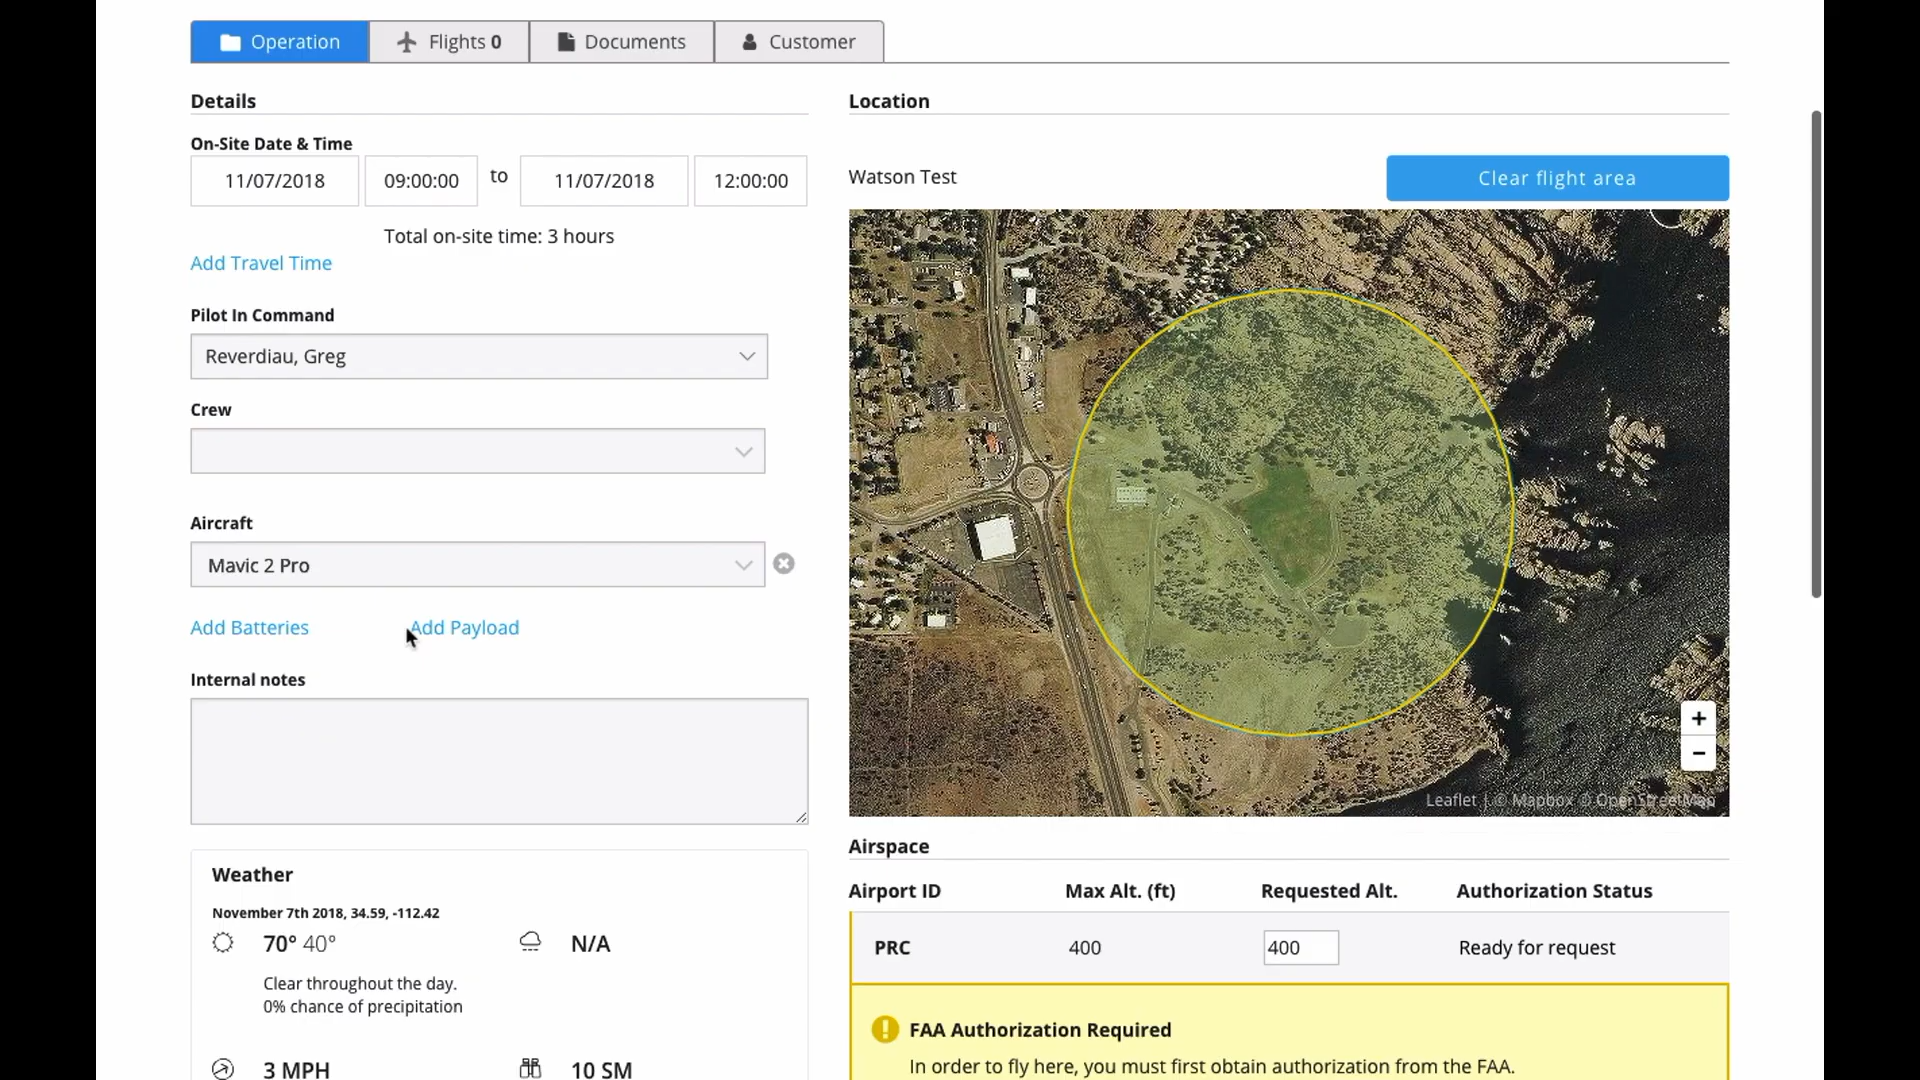 Operation
Flights 0
Documents
Customer
Details
On-Site Date & Time
11/07/2018
09:00:00
to
11/07/2018
12:00:00
Total on-site time: 3 hours
Add Travel Time
Pilot In Command
Reverdiau, Greg
Crew
Aircraft
Mavic 2 Pro
Add Batteries
Add Payload
Internal notes
Weather
November 7th 2018, 34.59, -112.42
70° 40°
N/A
Clear throughout the day.
0% chance of precipitation
3 MPH
10 SM
Location
Watson Test
Clear flight area
+
−
Leaflet | © Mapbox © OpenStreetMap
Airspace
Airport ID
Max Alt. (ft)
Requested Alt.
Authorization Status
PRC
400
400
Ready for request
FAA Authorization Required
In order to fly here, you must first obtain authorization from the FAA.